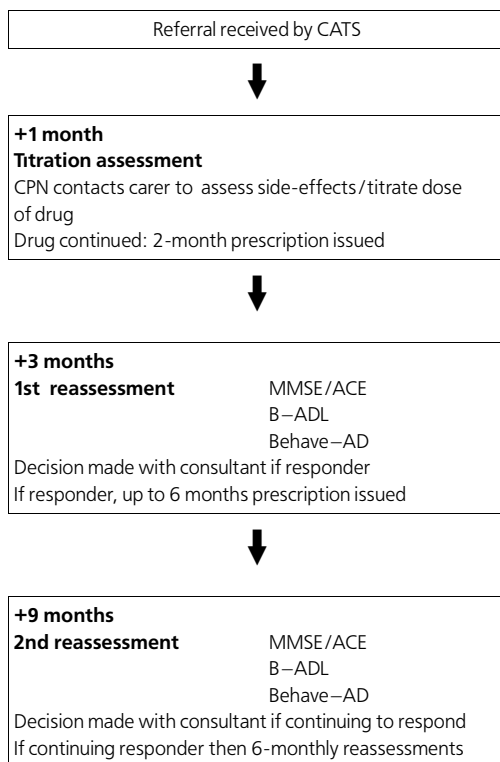 Referral received by CATS
+1 month
Titration assessment
CPN contacts carer to assess side-effects/titrate dose
of drug
Drug continued: 2-month prescription issued
+3 months
1st reassessment MMSE/ACE
B–ADL
Behave–AD
Decision made with consultant if responder
If responder, up to 6 months prescription issued
+9 months
2nd reassessment MMSE/ACE
B–ADL
Behave–AD
Decision made with consultant if continuing to respond
If continuing responder then 6-monthly reassessments